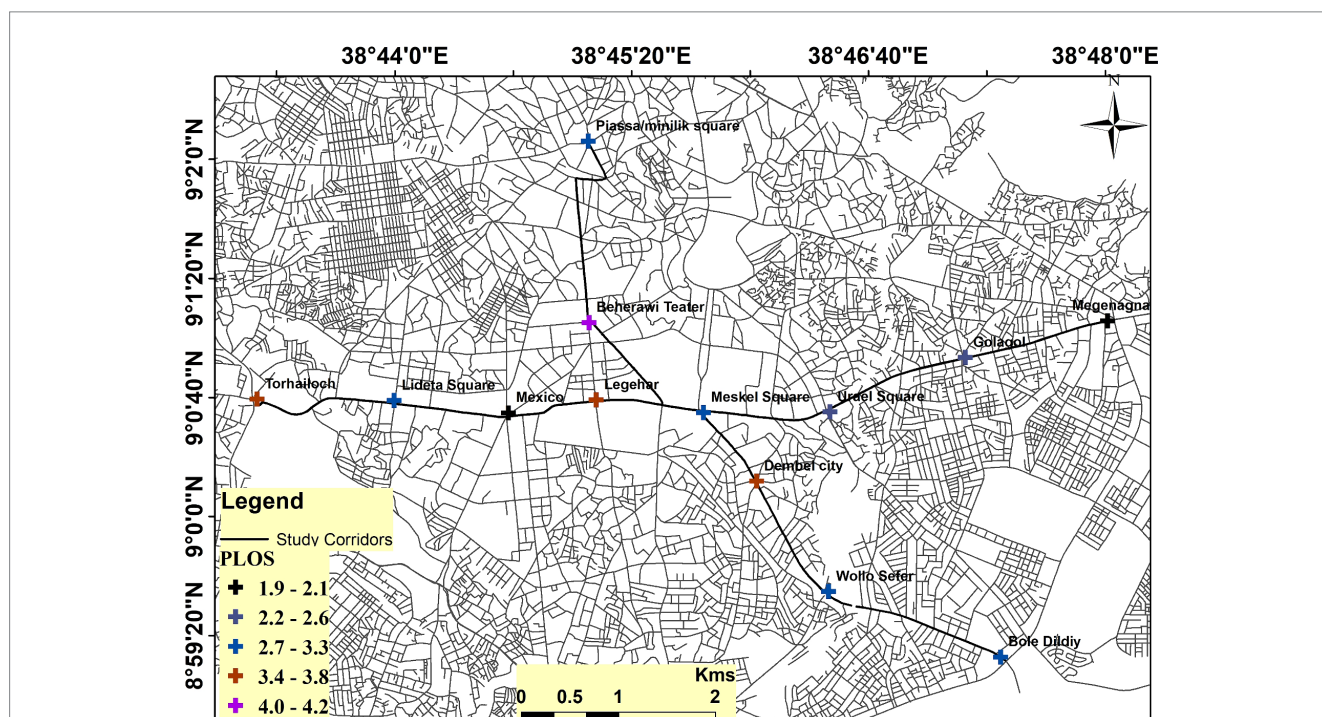 38°44'0"E 38°45'20"E 38°46'40"E 38°48'0"E
N
Piassa/minilik square
9°2'0"N
9°1'20"N
Beherawi Teater
Megenagna
Golagol
9°0'40"N
Torhailoch
Lideta Square
Mexico
Legehar
Meskel Square
Urael Square
Dembel city
9°0'0"N
Wollo Sefer
8°59'20"N
Bole Dildiy
Legend
Study Corridors
PLOS
1.9 - 2.1
2.2 - 2.6
2.7 - 3.3
3.4 - 3.8
4.0 - 4.2
Kms
0 0.5 1 2